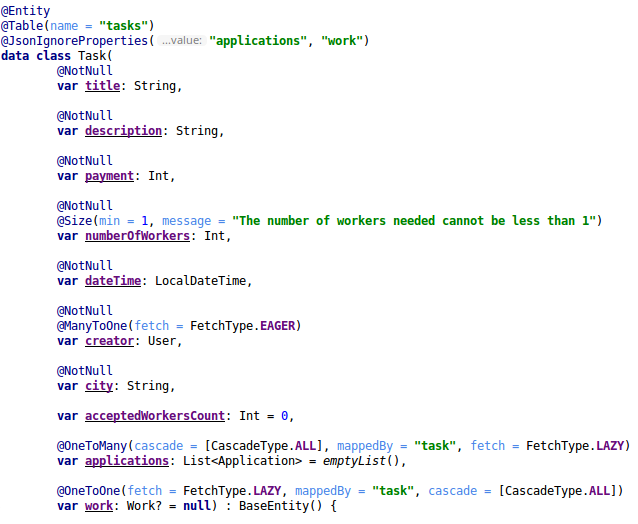 @Entity
@Table(name = "tasks")
@JsonIgnoreProperties( ...value: "applications", "work")
data class Task(
@NotNull
var title: String,
@NotNull
var description: String,
@NotNull
var payment: Int,
@NotNull
@Size(min = 1, message = "The number of workers needed cannot be less than 1")
var numberOfWorkers: Int,
@NotNull
var dateTime: LocalDateTime,
@NotNull
@ManyToOne(fetch = FetchType.EAGER)
var creator: User,
@NotNull
var city: String,
var acceptedWorkersCount: Int = 0,
@OneToMany(cascade = [CascadeType.ALL], mappedBy = "task", fetch = FetchType.LAZY)
var applications: List<Application> = emptyList(),
@OneToOne(fetch = FetchType.LAZY, mappedBy = "task", cascade = [CascadeType.ALL])
var work: Work? = null) : BaseEntity() {